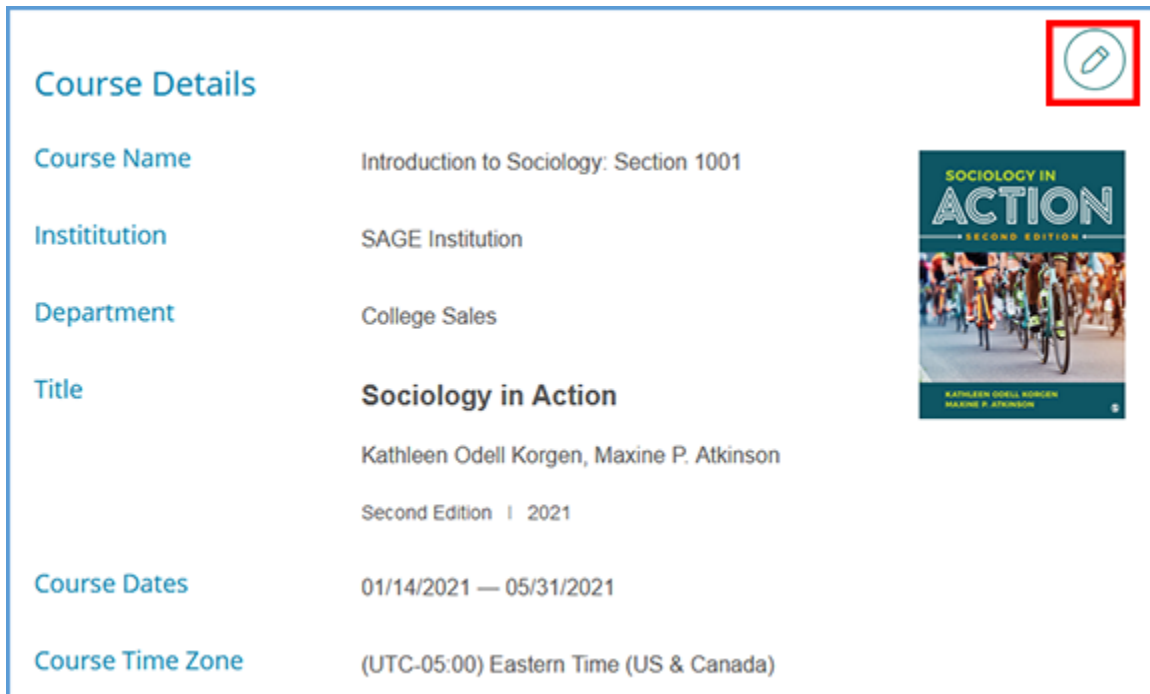 Course Details
Course Name
Introduction to Sociology: Section 1001
Instititution
SAGE Institution
Department
College Sales
Title
Sociology in Action
Kathleen Odell Korgen, Maxine P. Atkinson
Second Edition | 2021
Course Dates
01/14/2021 — 05/31/2021
Course Time Zone
(UTC-05:00) Eastern Time (US & Canada)
SOCIOLOGY IN
ACTION
SECOND EDITION
KATHLEEN ODELL KORGEN
MAXINE P. ATKINSON